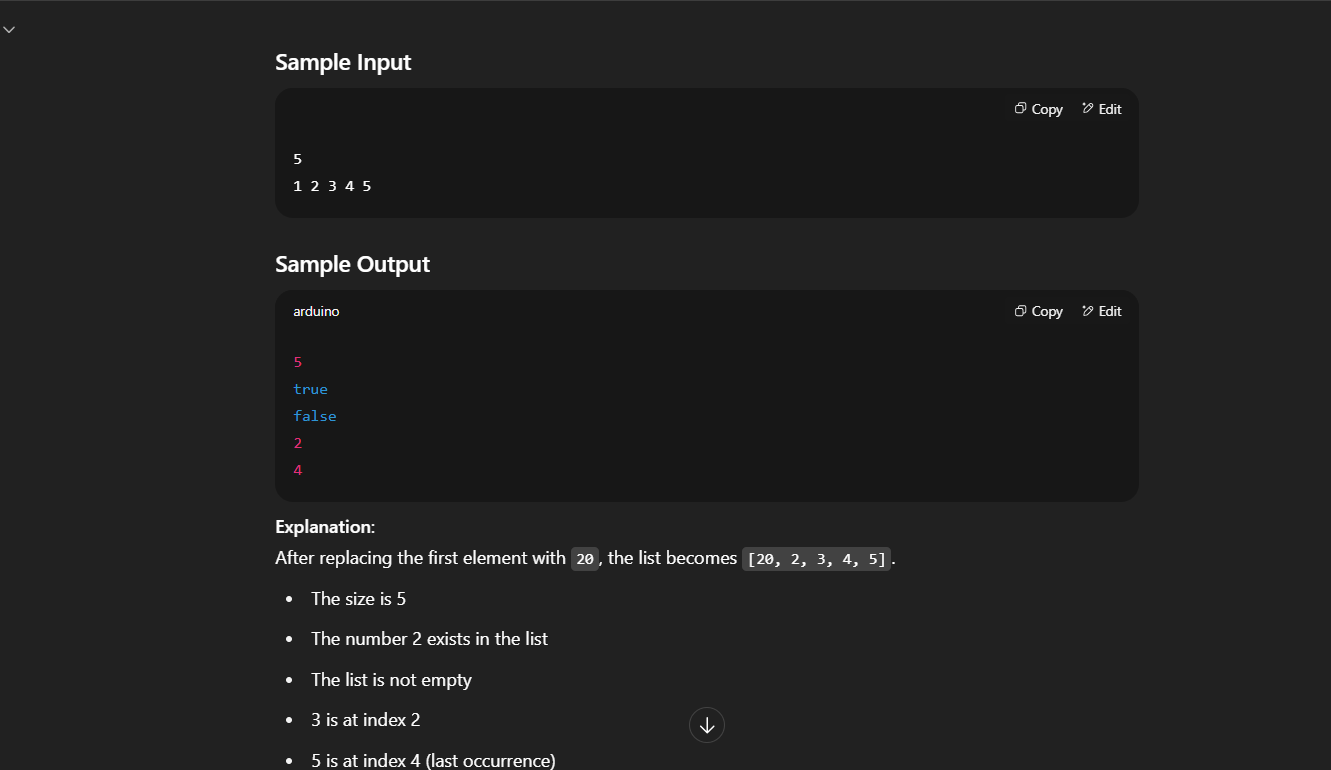 Sample Input
Copy Edit
5
1 2 3 4 5
Sample Output
arduino Copy Edit
5
true
false
2
4
Explanation:
After replacing the first element with 20, the list becomes [20, 2, 3, 4, 5].
• The size is 5
• The number 2 exists in the list
• The list is not empty
• 3 is at index 2
• 5 is at index 4 (last occurrence)